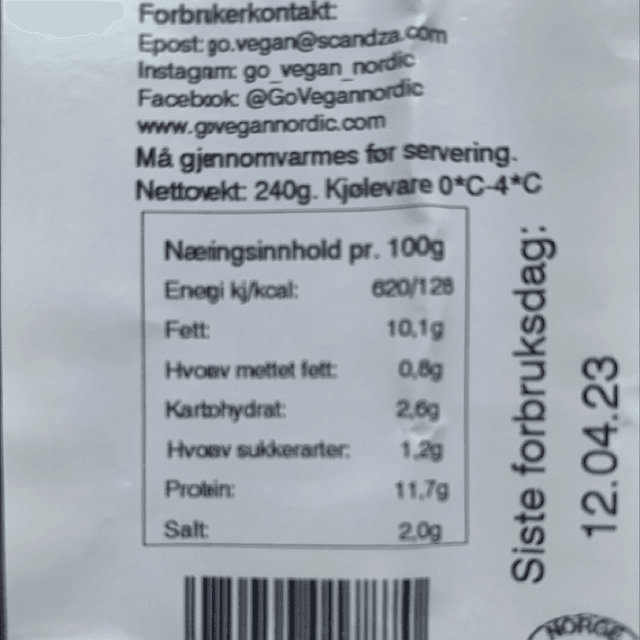 Forbrukerkontakt:
Epost: go.vegan@scandza.com
Instagram: go_vegan_nordic
Facebook: @GoVegannordic
www.govegannordic.com
Må gjennomvarmes før servering.
Nettovekt: 240g. Kjølevare 0*C-4*C
Næringsinnhold pr. 100g
Energi kj/kcal: 620/128
Fett: 10,1g
Hvorav mettet fett: 0,8g
Karbohydrat: 2,6g
Hvorav sukkerarter: 1,2g
Protein: 11,7g
Salt: 2,0g
Siste forbruksdag:
12.04.23
NORGE